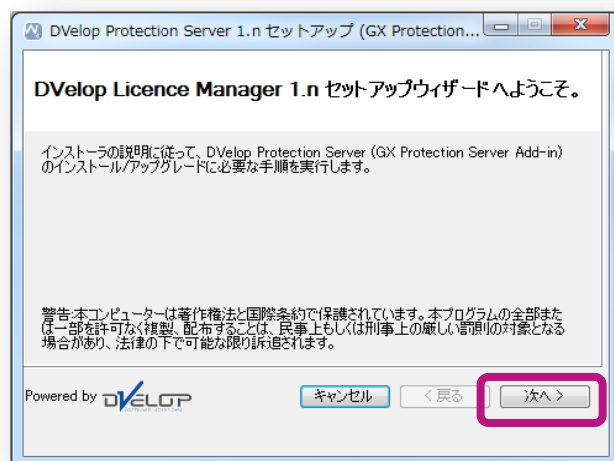 DVelop Protection Server 1.n セットアップ (GX Protection...
DVelop Licence Manager 1.n セットアップウィザードへようこそ。
インストーラの説明に従って、DVelop Protection Server (GX Protection Server Add-in)
のインストール/アップグレードに必要な手順を実行します。
警告:本コンピューターは著作権法と国際条約で保護されています。本プログラムの全部また
は一部を許可なく複製、配布することは、民事上もしくは刑事上の厳しい罰則の対象となる
場合があり、法律の下で可能な限り訴追されます。
Powered by DVELOP
キャンセル < 戻る 次へ >